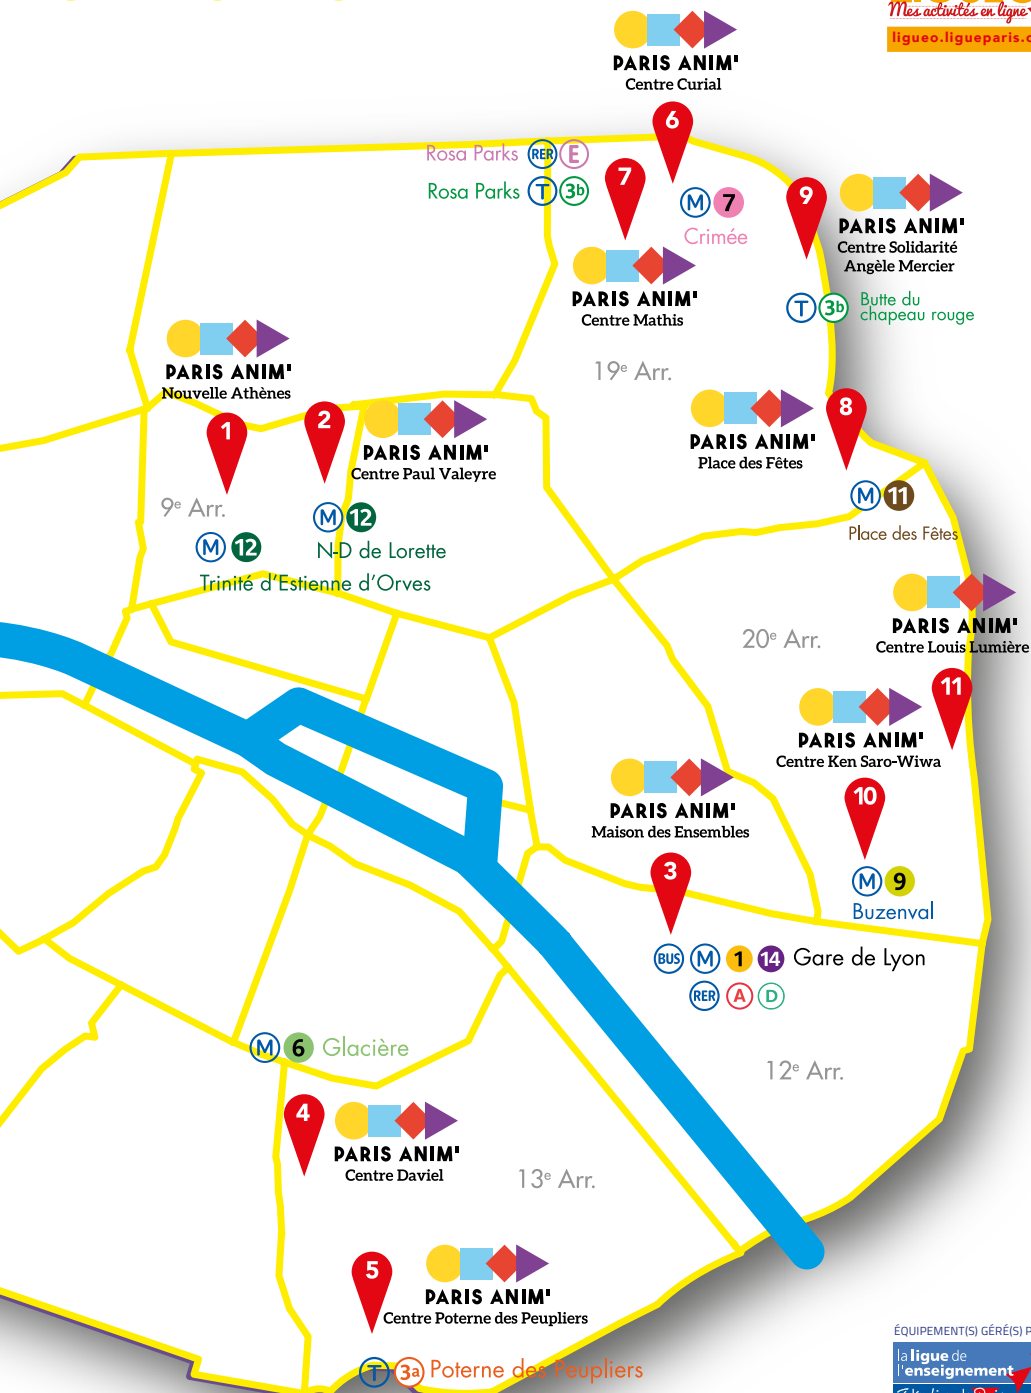 Mes activités en ligne
ligueo.ligueparis.
PARIS ANIM'
Centre Curial
6
Rosa Parks RER E
Rosa Parks T 3b
7
M 7
Crimée
9
PARIS ANIM'
Centre Solidarité
Angèle Mercier
T 3b Butte du
chapeau rouge
PARIS ANIM'
Centre Mathis
19e Arr.
PARIS ANIM'
Nouvelle Athènes
1
2
PARIS ANIM'
Centre Paul Valeyre
PARIS ANIM'
Place des Fêtes
8
M 11
Place des Fêtes
9e Arr.
M 12
N-D de Lorette
M 12
Trinité d'Estienne d'Orves
PARIS ANIM'
Centre Louis Lumière
20e Arr.
11
PARIS ANIM'
Centre Ken Saro-Wiwa
10
M 9
Buzenval
PARIS ANIM'
Maison des Ensembles
3
BUS M 1 14 Gare de Lyon
RER A D
12e Arr.
M 6 Glacière
4
PARIS ANIM'
Centre Daviel
13e Arr.
5
PARIS ANIM'
Centre Poterne des Peupliers
T 3a Poterne des Peupliers
ÉQUIPEMENT(S) GÉRÉ(S) P
la ligue de
l'enseignement